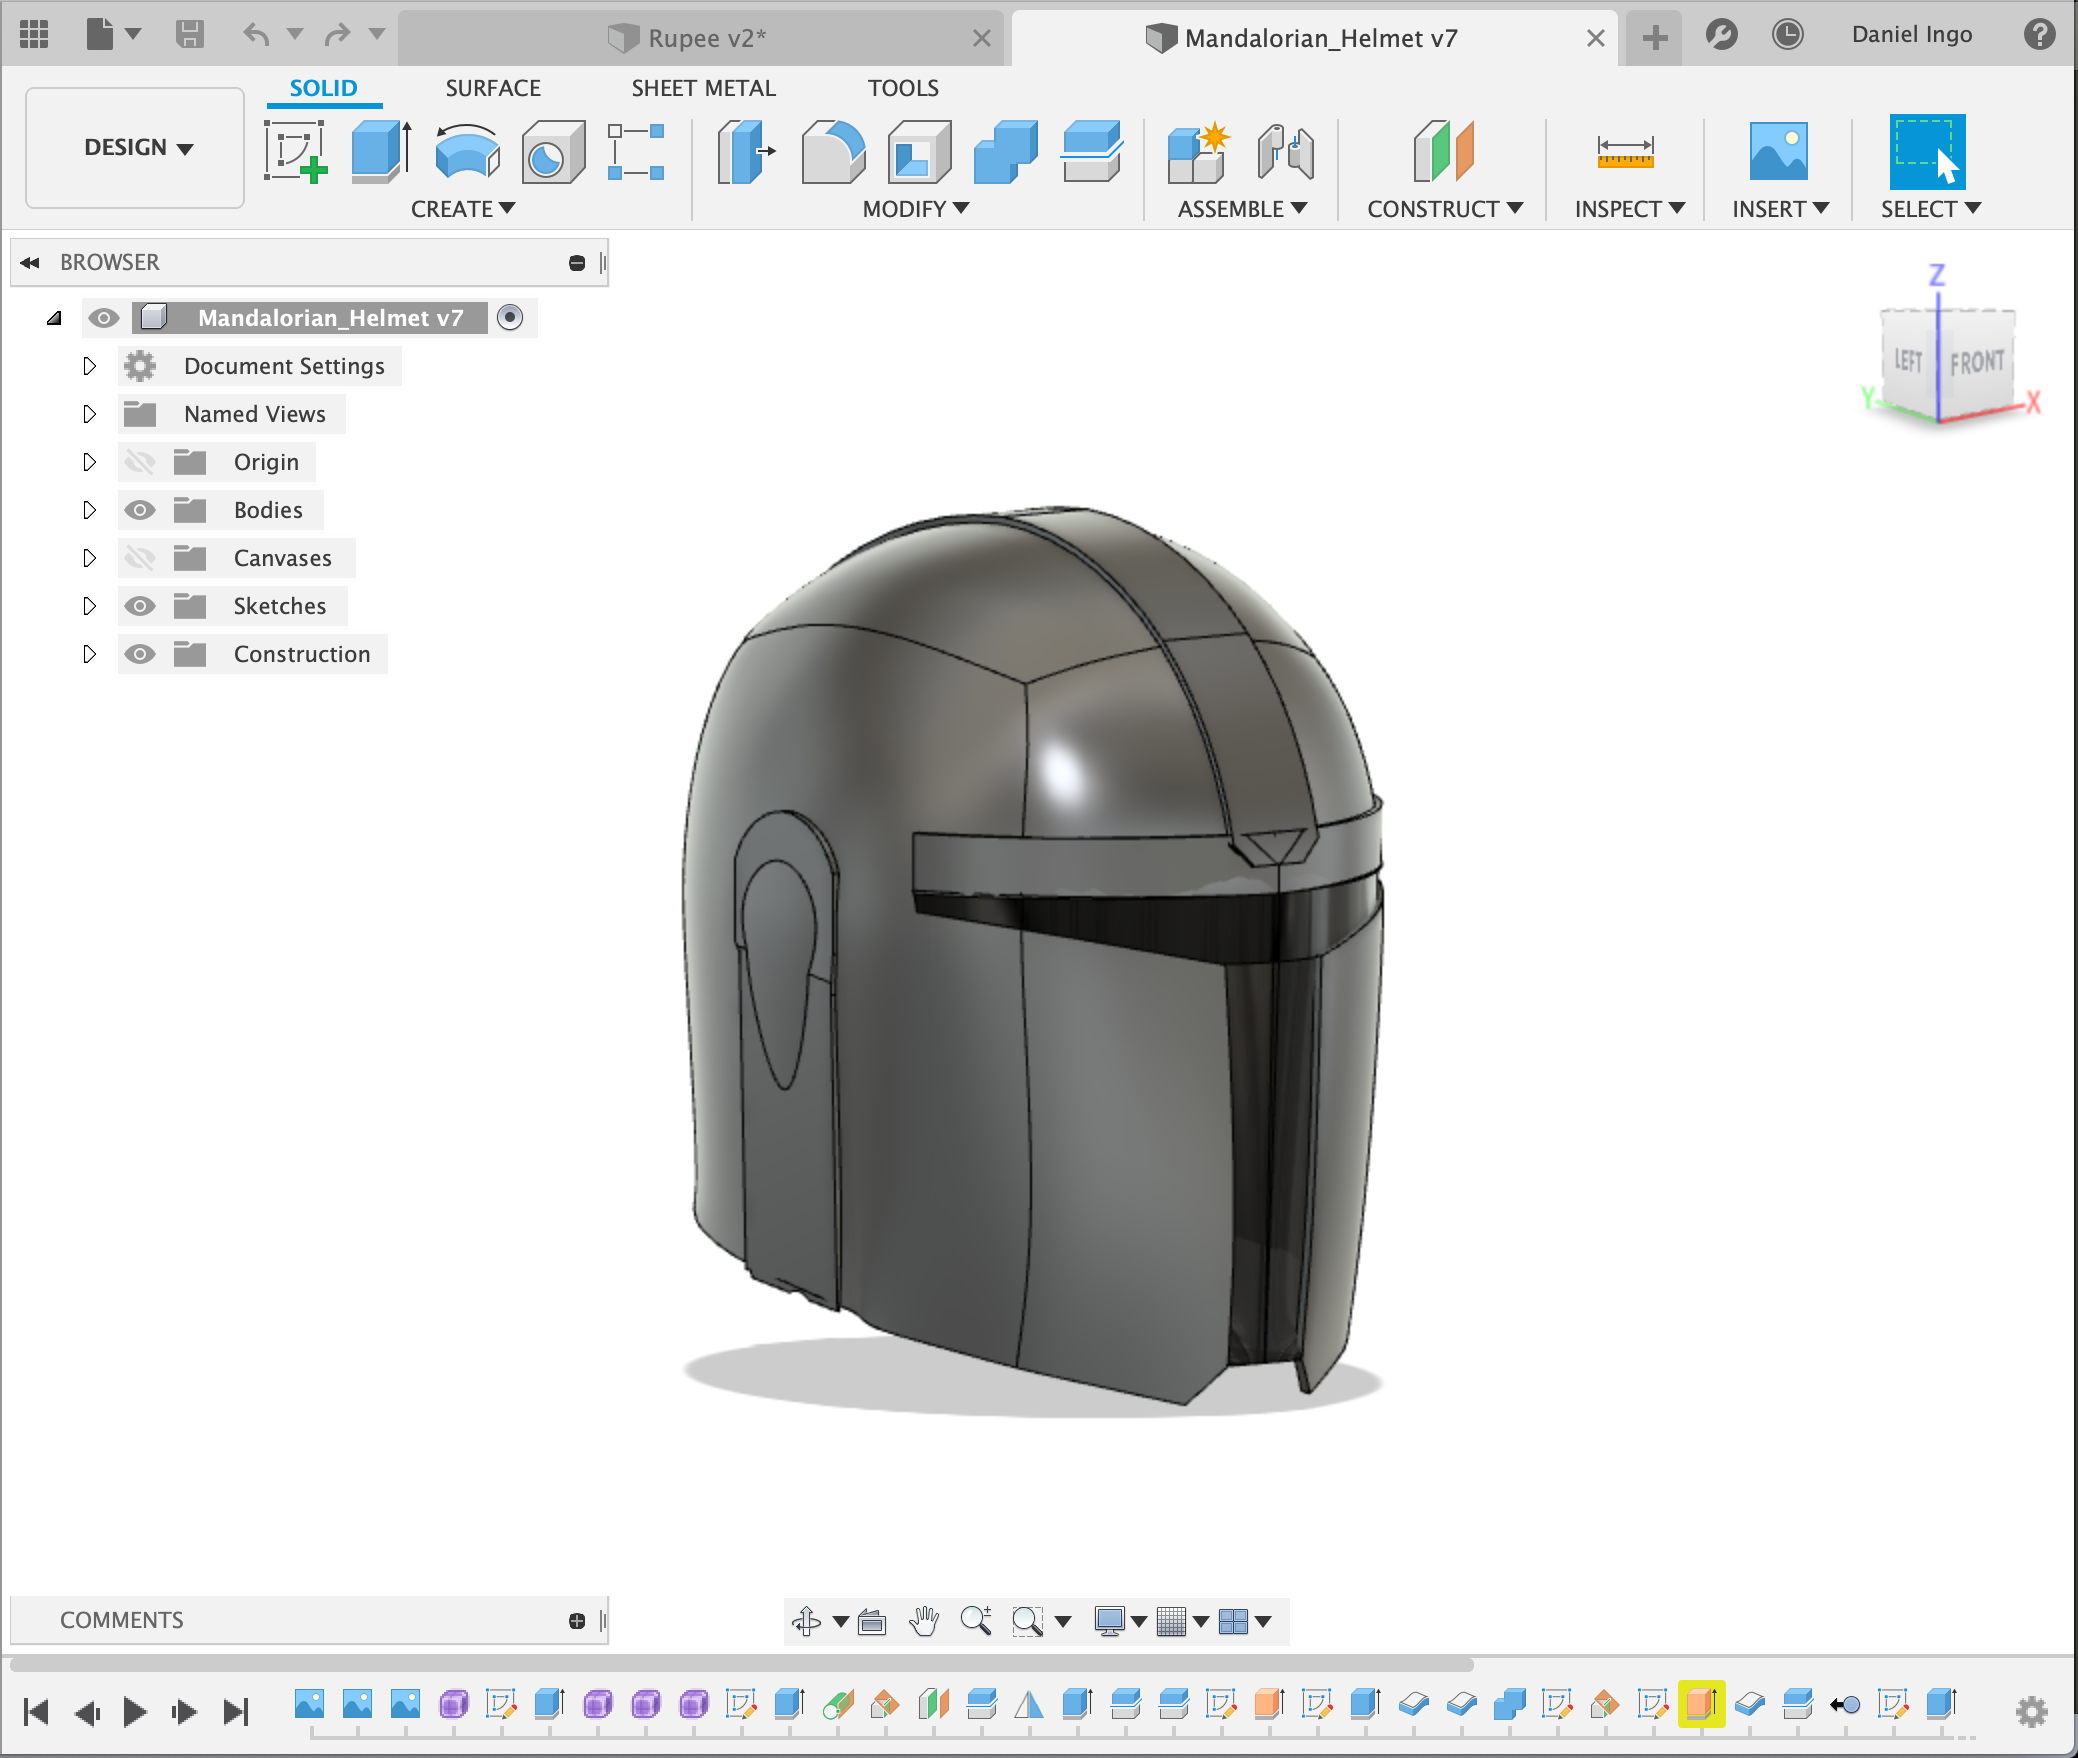 Rupee v2*
Mandalorian_Helmet v7
Daniel Ingo
SOLID
SURFACE
SHEET METAL
TOOLS
DESIGN
CREATE
MODIFY
ASSEMBLE
CONSTRUCT
INSPECT
INSERT
SELECT
BROWSER
Mandalorian_Helmet v7
Document Settings
Named Views
Origin
Bodies
Canvases
Sketches
Construction
Z
LEFT
FRONT
Y
X
COMMENTS